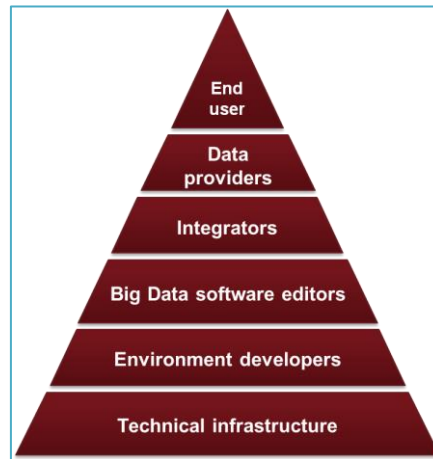 End
user
Data
providers
Integrators
Big Data software editors
Environment developers
Technical infrastructure